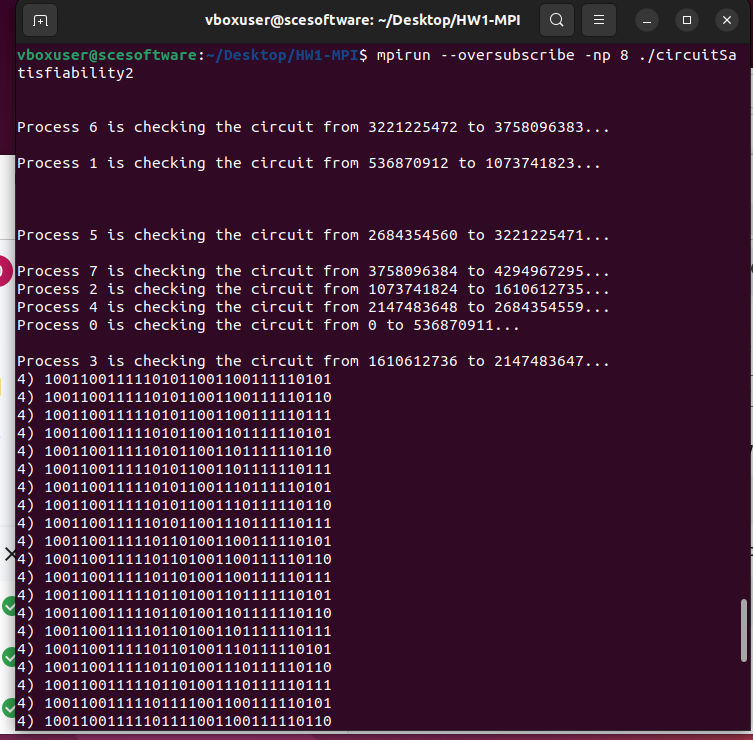 vboxuser@scesoftware: ~/Desktop/HW1-MPI
vboxuser@scesoftware:~/Desktop/HW1-MPI$ mpirun --oversubscribe -np 8 ./circuitSa
tisfiability2
Process 6 is checking the circuit from 3221225472 to 3758096383...
Process 1 is checking the circuit from 536870912 to 1073741823...
Process 5 is checking the circuit from 2684354560 to 3221225471...
Process 7 is checking the circuit from 3758096384 to 4294967295...
Process 2 is checking the circuit from 1073741824 to 1610612735...
Process 4 is checking the circuit from 2147483648 to 2684354559...
Process 0 is checking the circuit from 0 to 536870911...
Process 3 is checking the circuit from 1610612736 to 2147483647...
4) 10011001111101011001100111110101
4) 10011001111101011001100111110110
4) 10011001111101011001100111110111
4) 10011001111101011001101111110101
4) 10011001111101011001101111110110
4) 10011001111101011001101111110111
4) 10011001111101011001110111110101
4) 10011001111101011001110111110110
4) 10011001111101011001110111110111
4) 10011001111101101001100111110101
4) 10011001111101101001100111110110
4) 10011001111101101001100111110111
4) 10011001111101101001101111110101
4) 10011001111101101001101111110110
4) 10011001111101101001101111110111
4) 10011001111101101001110111110101
4) 10011001111101101001110111110110
4) 10011001111101101001110111110111
4) 10011001111101111001100111110101
4) 10011001111101111001100111110110